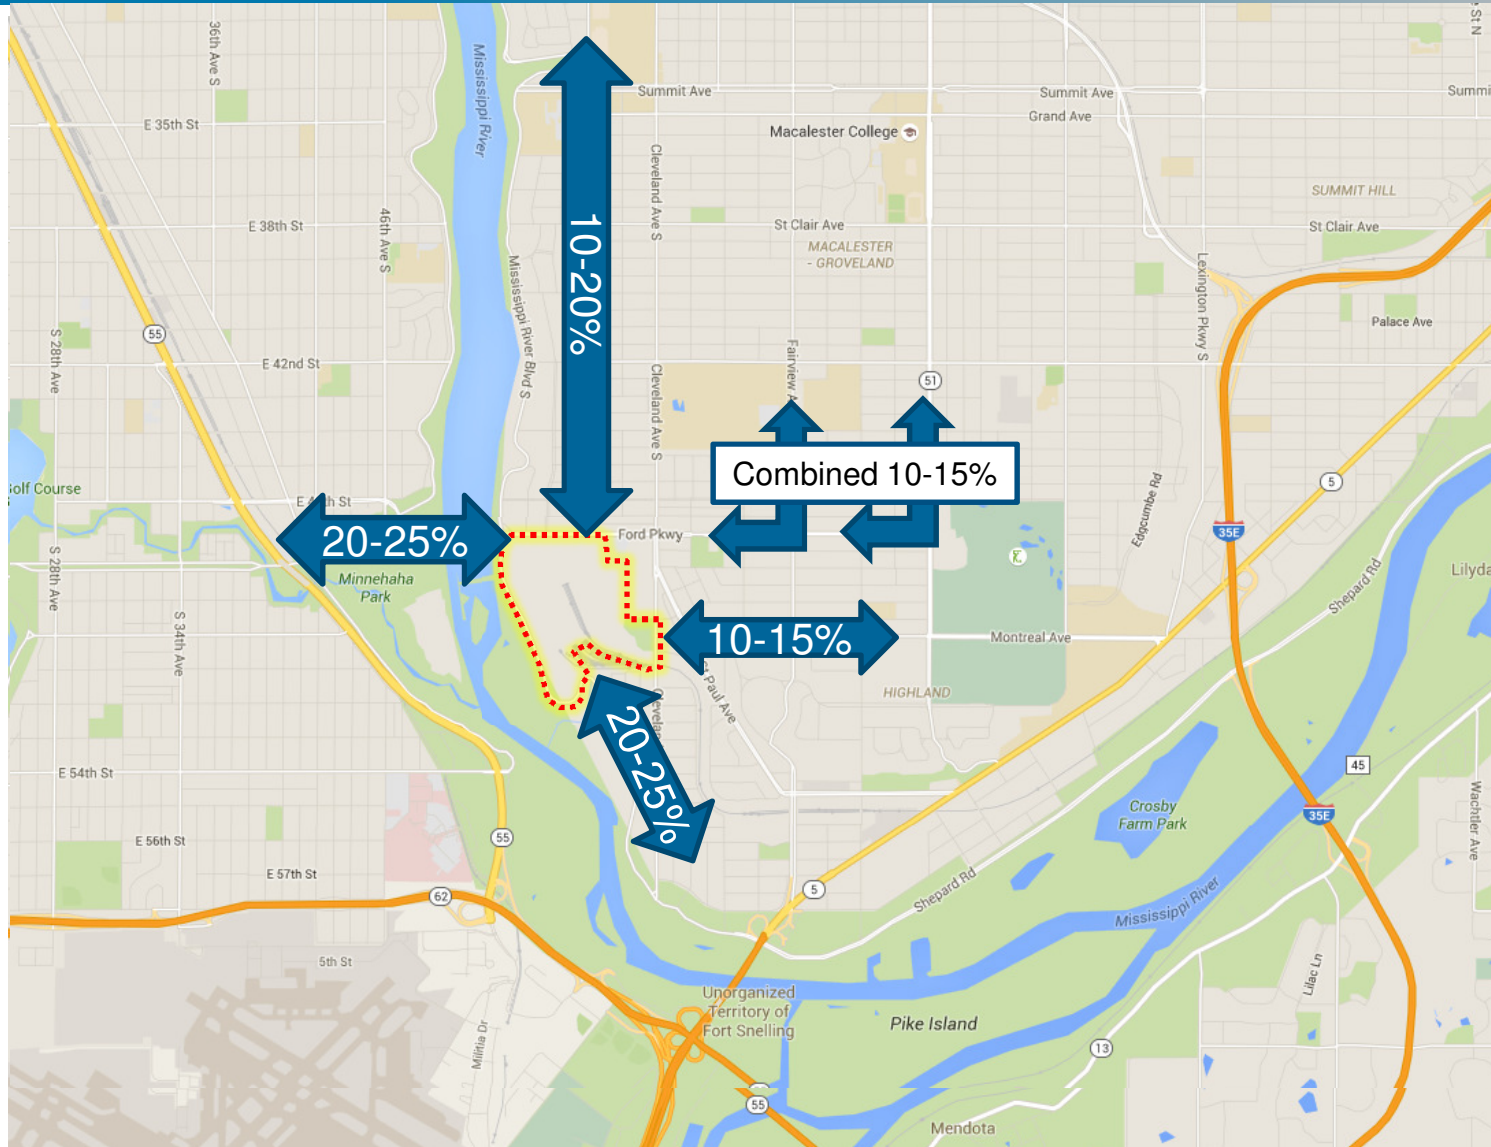 36th Ave S
Mississippi River
St N
Summit Ave
Summit Ave
Summi
Grand Ave
E 35th St
Macalester College
Cleveland Ave S
SUMMIT HILL
46th Ave S
E 38th St
10-20%
St Clair Ave
St Clair Ave
MACALESTER
- GROVELAND
Mississippi River Blvd S
Lexington Pkwy S
55
Palace Ave
S 28th Ave
E 42nd St
Cleveland Ave S
Fairview A
51
Combined 10-15%
5
olf Course
Edgcumbe Rd
Ford Pkwy
35E
20-25%
S 28th Ave
Minnehaha
Park
Shepard Rd
Lilyda
S 34th Ave
10-15%
Montreal Ave
St Paul Ave
HIGHLAND
20-25%
E 54th St
45
Crosby
Farm Park
Wachtler Ave
35E
55
E 56th St
E 57th St
5
62
Shepard Rd
Mississippi River
5th St
Lilac Ln
Unorganized
Territory of
Fort Snelling
Pike Island
Militia Dr
13
55
Mendota